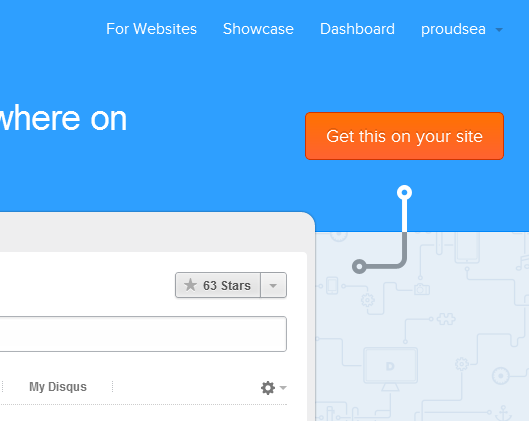 For Websites Showcase Dashboard proudsea
where on
Get this on your site
63 Stars
My Disqus
D